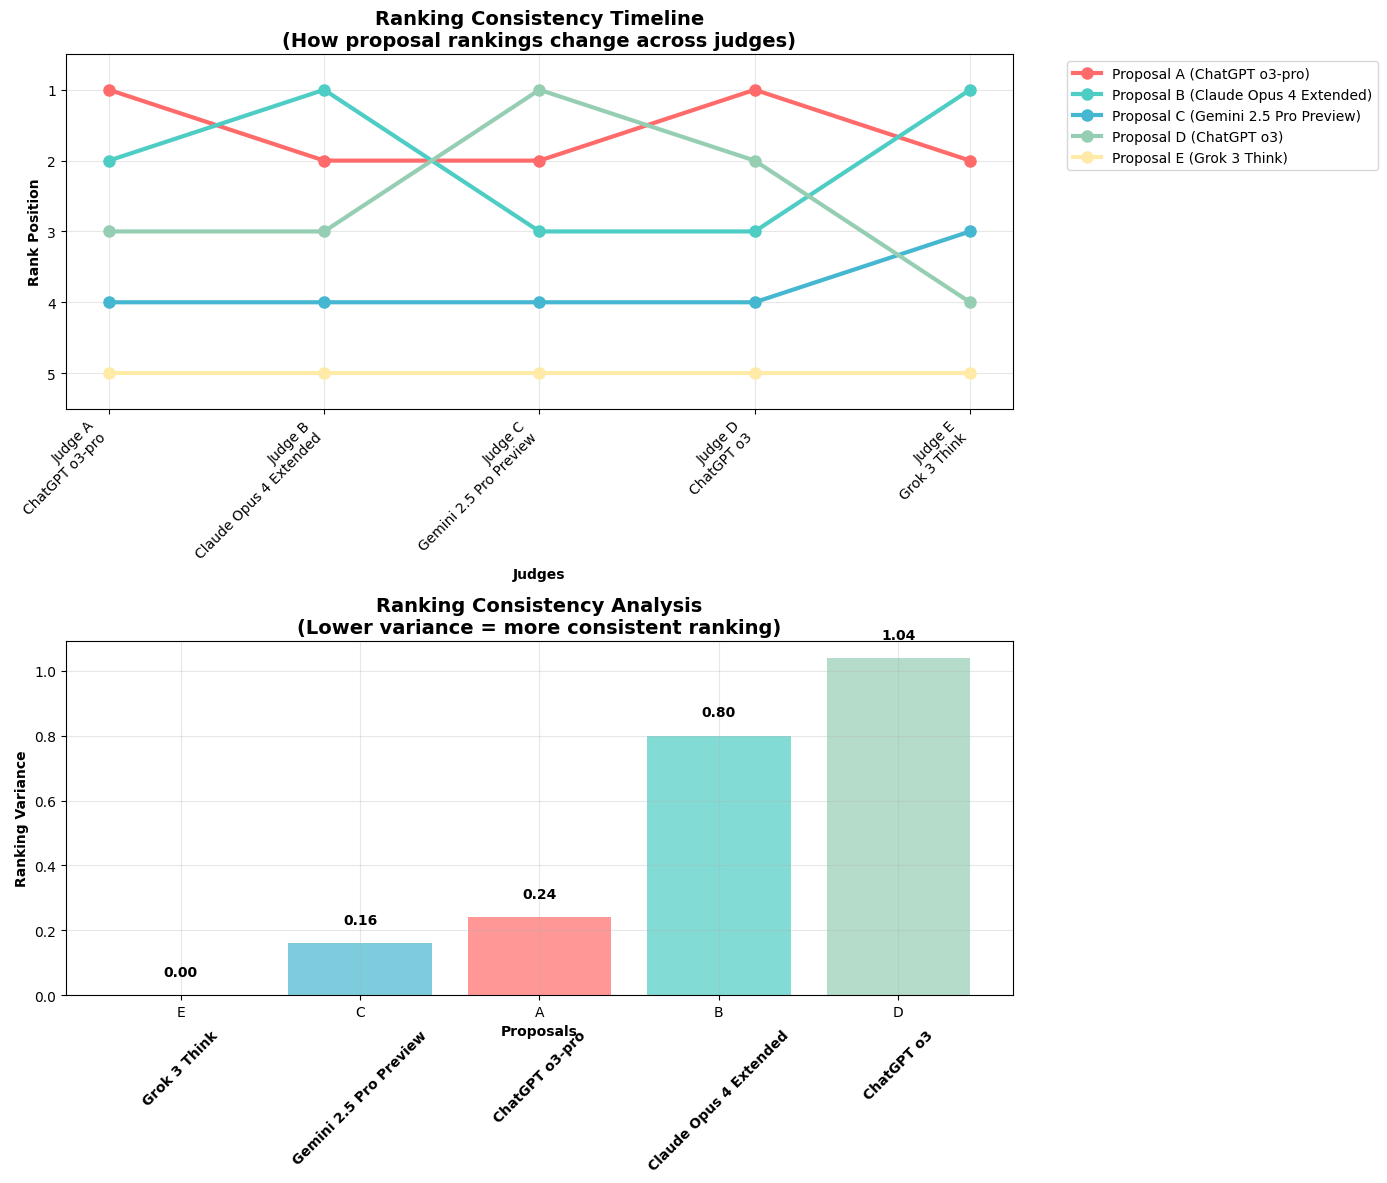 Ranking Consistency Timeline
(How proposal rankings change across judges)
Rank Position
1
2
3
4
5
Judge A
ChatGPT o3-pro
Judge B
Claude Opus 4 Extended
Judge C
Gemini 2.5 Pro Preview
Judge D
ChatGPT o3
Judge E
Grok 3 Think
Judges
Proposal A (ChatGPT o3-pro)
Proposal B (Claude Opus 4 Extended)
Proposal C (Gemini 2.5 Pro Preview)
Proposal D (ChatGPT o3)
Proposal E (Grok 3 Think)
Ranking Consistency Analysis
(Lower variance = more consistent ranking)
Ranking Variance
1.0
0.8
0.6
0.4
0.2
0.0
0.00
0.16
0.24
0.80
1.04
E
C
A
B
D
Proposals
Grok 3 Think
Gemini 2.5 Pro Preview
ChatGPT o3-pro
Claude Opus 4 Extended
ChatGPT o3